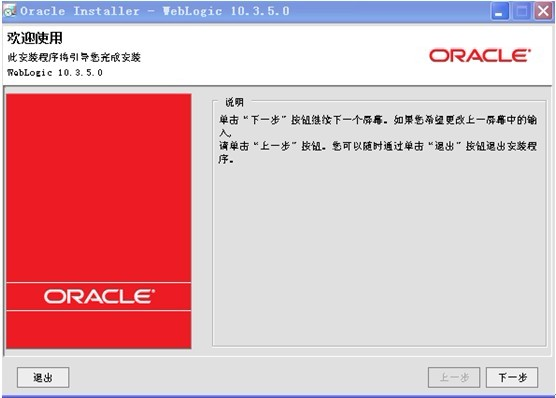 Oracle Installer - WebLogic 10.3.5.0
欢迎使用
此安装程序将引导您完成安装
WebLogic 10.3.5.0
ORACLE®
说明
单击“下一步”按钮继续下一个屏幕。如果您希望更改上一屏幕中的输
入,
请单击“上一步”按钮。您可以随时通过单击“退出”按钮退出安装程
序。
ORACLE®
退出
上一步
下一步